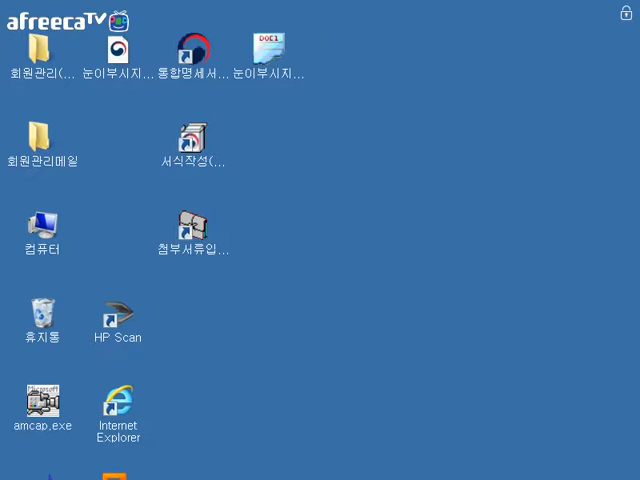 afreecaTV
회원관리(...
눈이부시지...
통합명세서...
DOC1
눈이부시지...
회원관리메일
서식작성(...
컴퓨터
첨부서류입...
휴지통
HP Scan
Microsoft
amcap.exe
Internet
Explorer